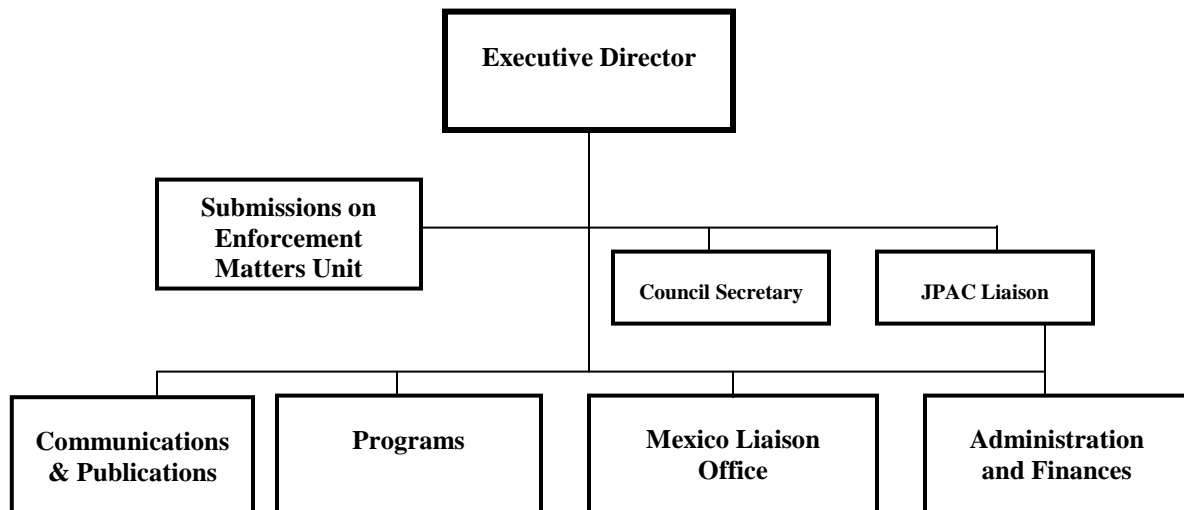 Executive Director
Submissions on
Enforcement
Matters Unit
Council Secretary
JPAC Liaison
Communications
& Publications
Programs
Mexico Liaison
Office
Administration
and Finances